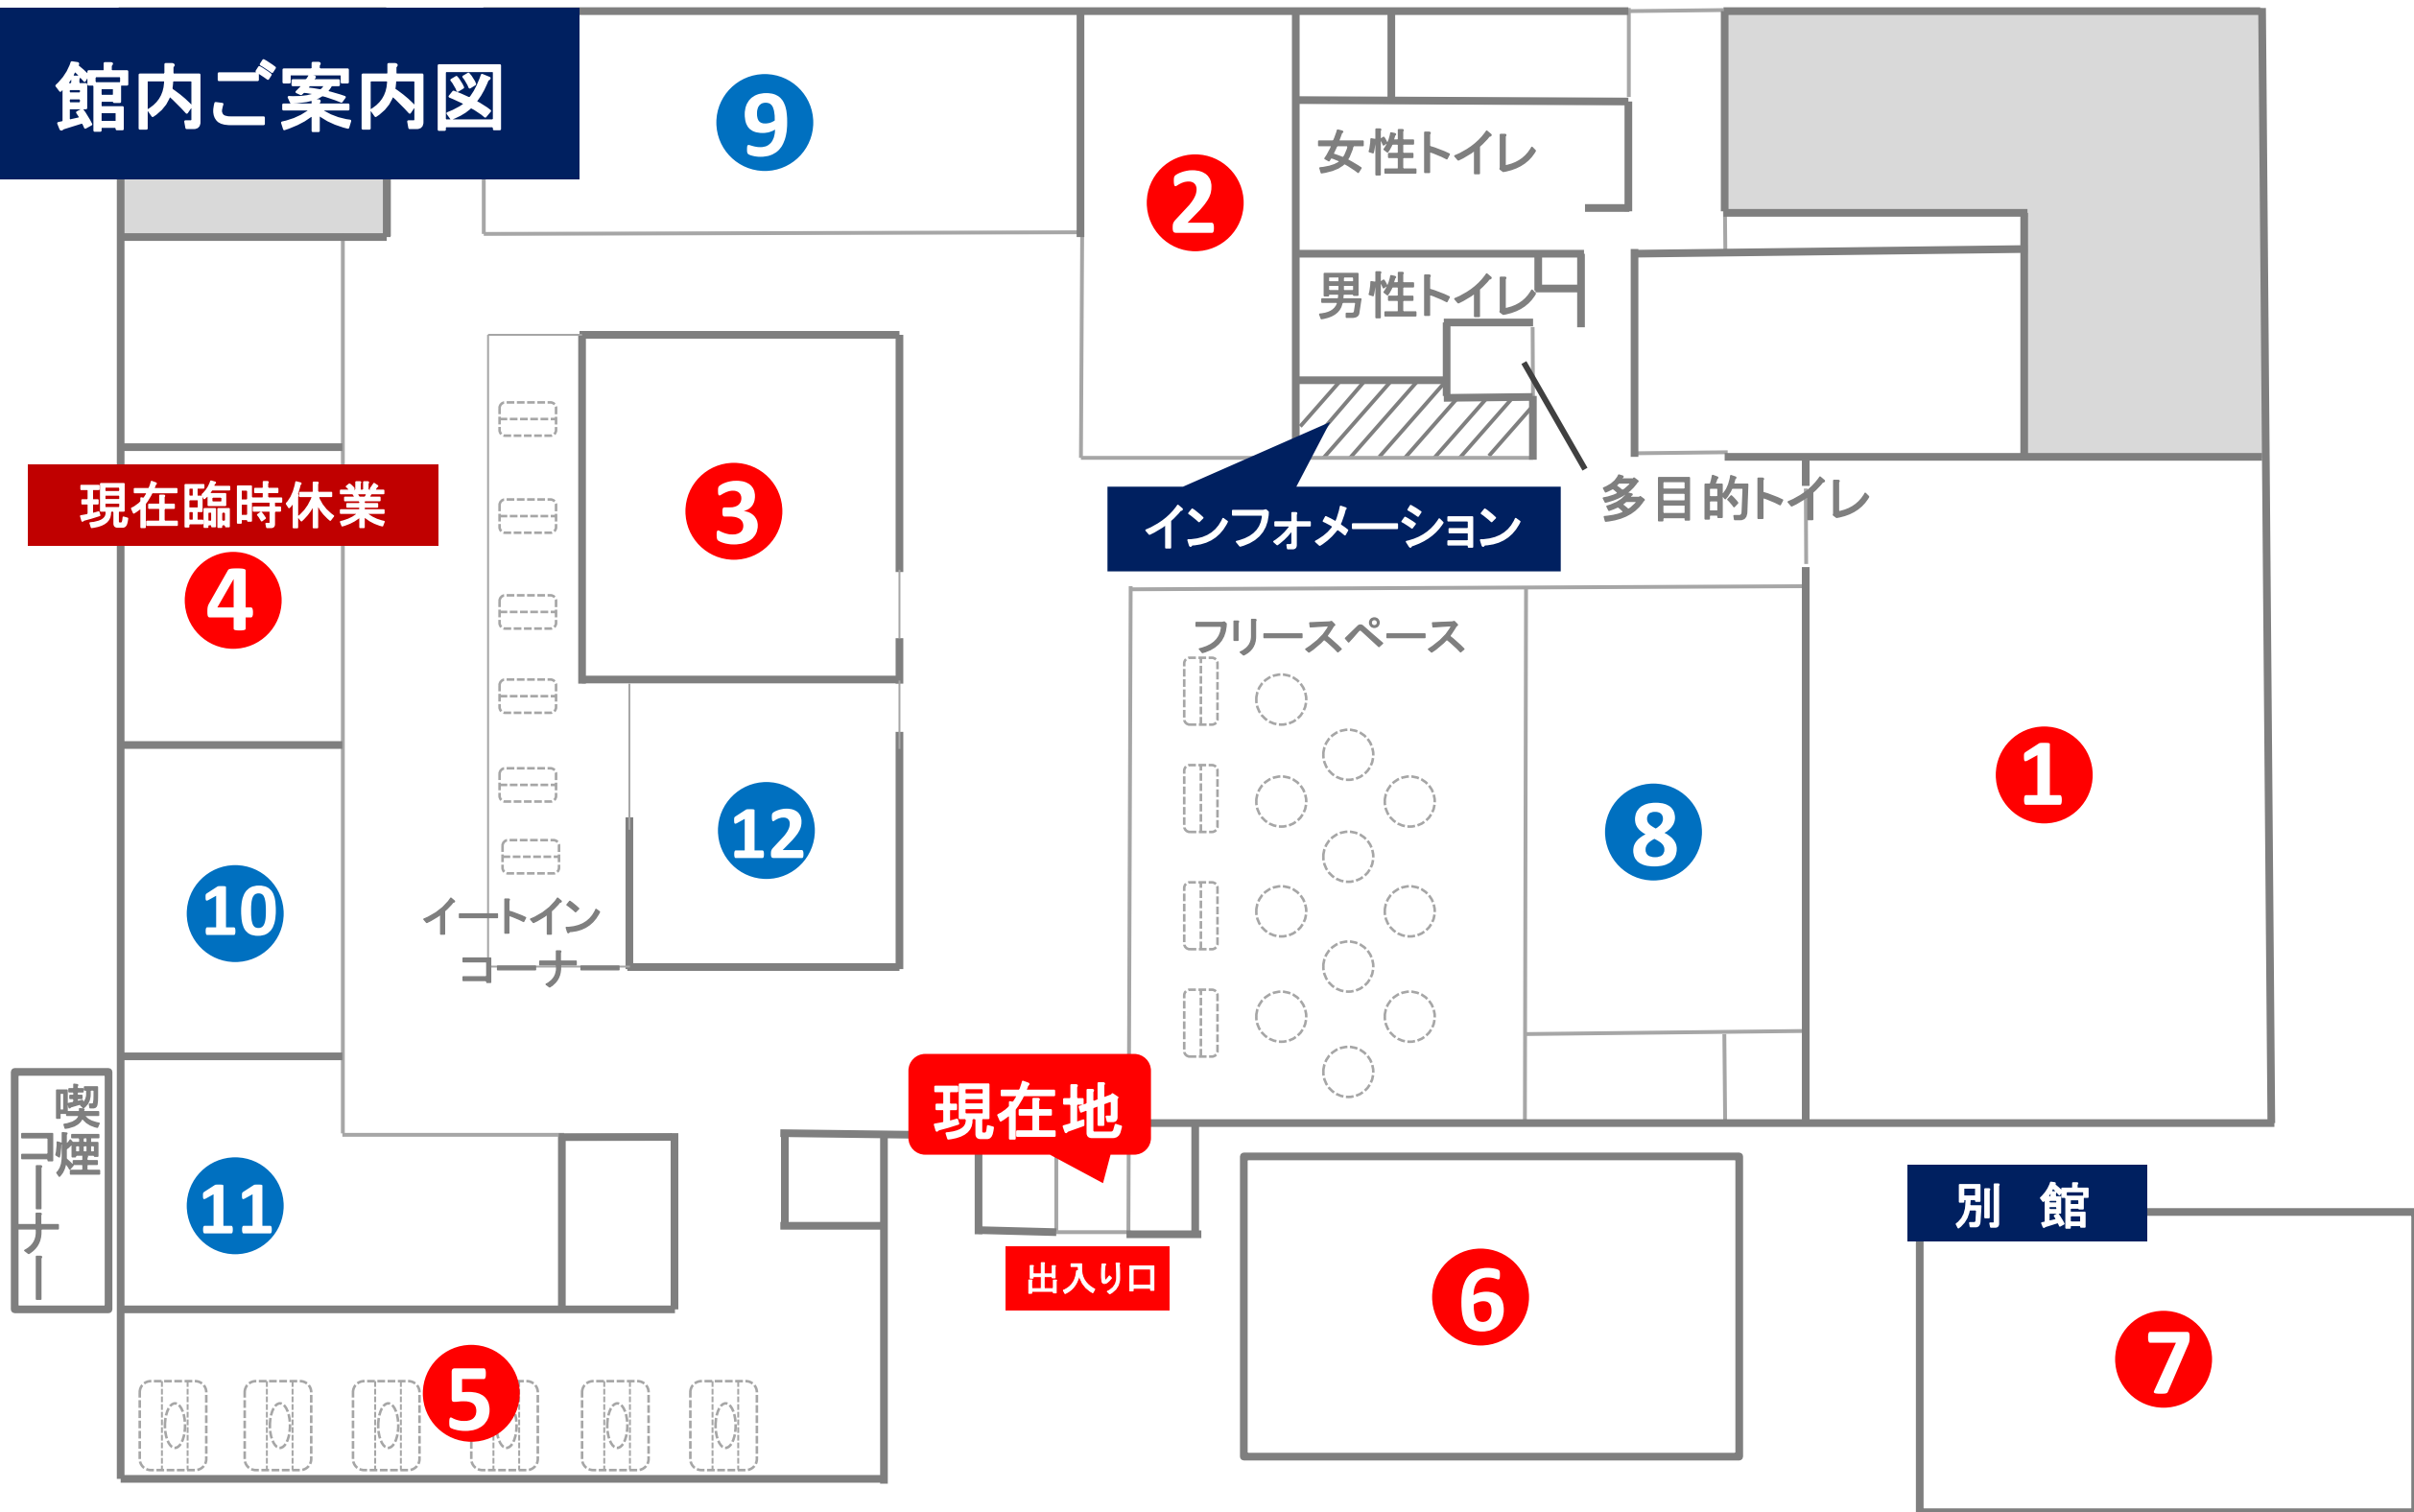 館内ご案内図
9
2
女性トイレ
男性トイレ
現在臨時休業
3
インフォメーション
多目的トイレ
4
フリースペース
1
12
8
10
イートイン
コーナー
喫煙
コーナー
現在地
11
別 館
出入り口
6
7
5